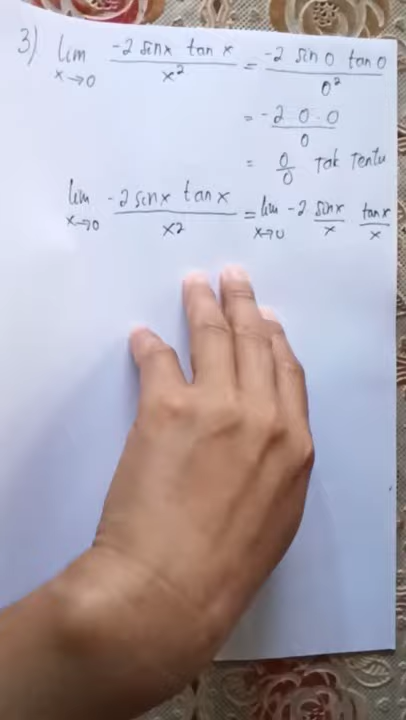 3) lim x→0 -2 sin x tan x / x² = -2 sin 0 tan 0 / 0²
= -2 0 . 0 / 0
= 0/0 Tak Tentu
lim x→0 -2 sin x tan x / x² = lim x→0 -2 sin x / x tan x / x